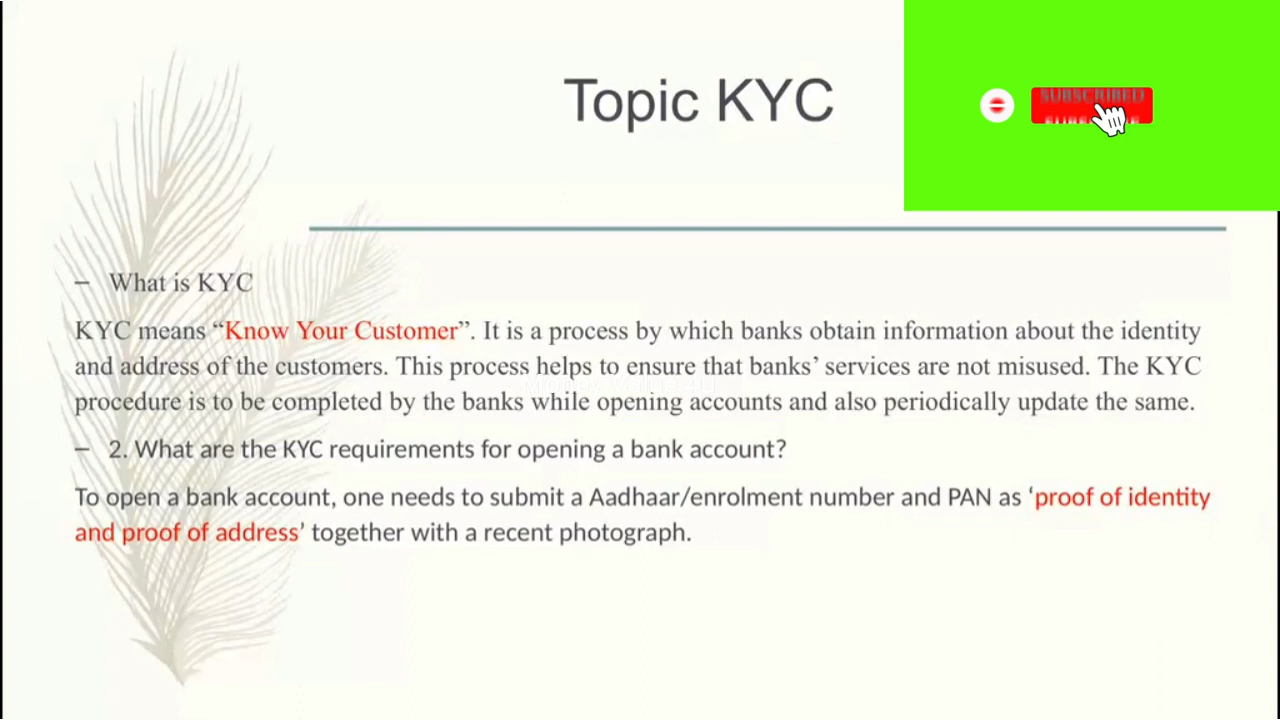 Topic KYC
SUBSCRIBED
– What is KYC
KYC means “Know Your Customer”. It is a process by which banks obtain information about the identity
and address of the customers. This process helps to ensure that banks’ services are not misused. The KYC
procedure is to be completed by the banks while opening accounts and also periodically update the same.
– 2. What are the KYC requirements for opening a bank account?
To open a bank account, one needs to submit a Aadhaar/enrolment number and PAN as ‘proof of identity
and proof of address’ together with a recent photograph.